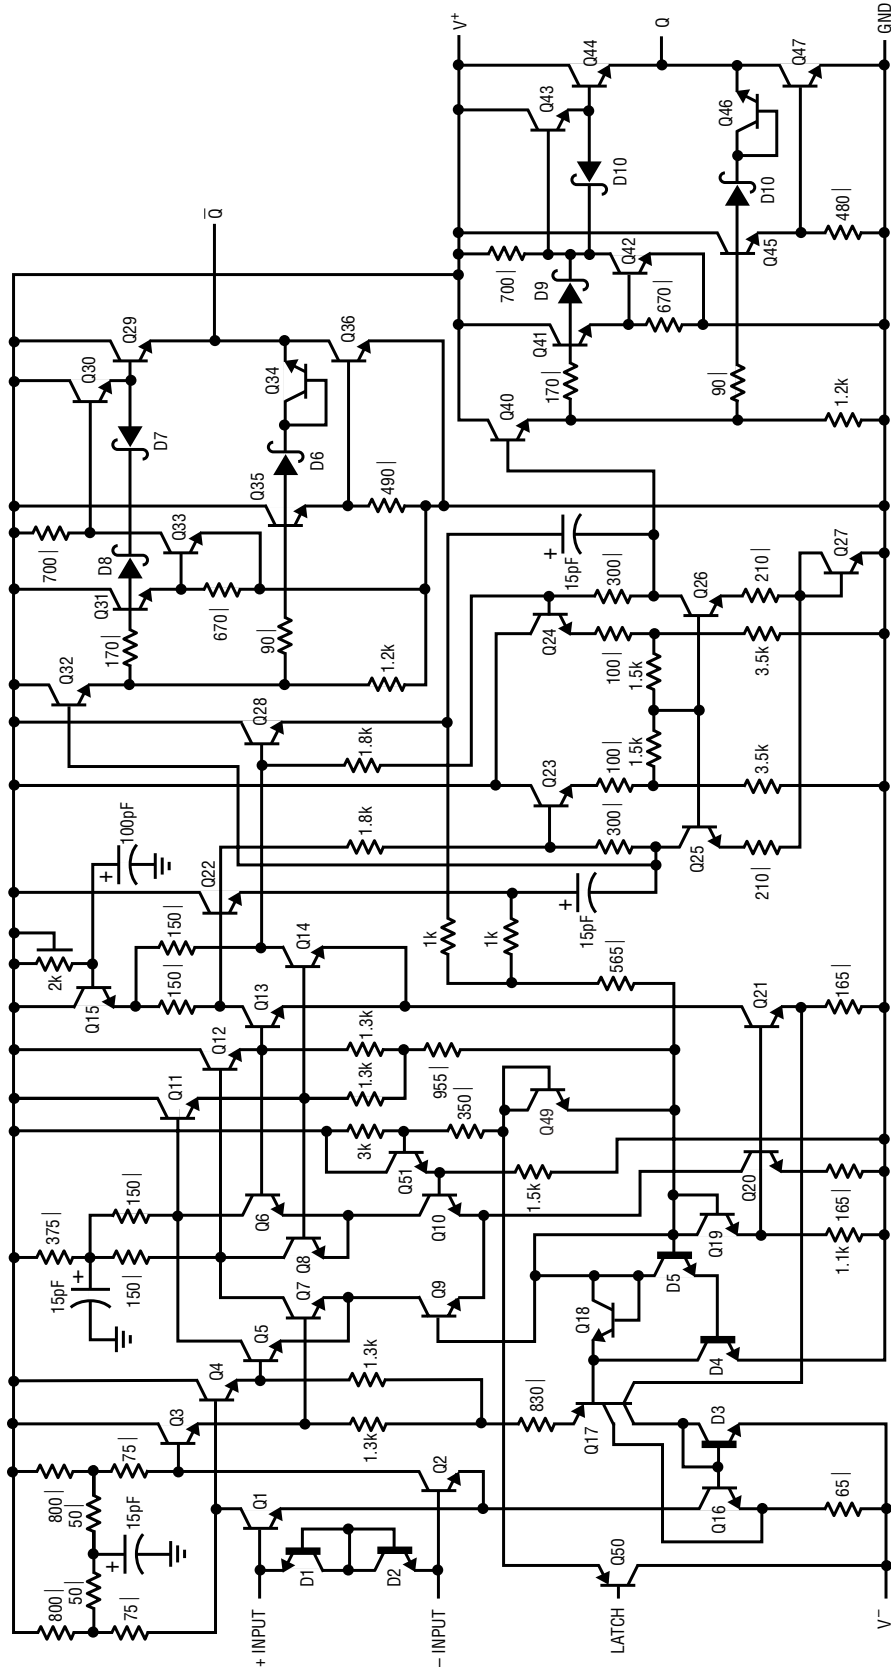 V⁺
Q44
Q
Q47
GND
Q43
Q46
D10
D10
700|
Q42
Q45
480|
D9
670|
Q41
170|
90|
Q40
1.2k
Q̅
Q29
Q36
Q30
Q34
D7
D6
Q35
490|
700|
Q33
D8
670|
Q31
170|
90|
Q32
1.2k
15pF
+
300|
Q26
210|
Q27
Q24
100|
1.5k
3.5k
Q28
1.8k
Q23
100|
1.5k
3.5k
1.8k
300|
Q25
210|
100pF
+
Q22
15pF
+
1k
1k
565|
150|
Q14
2k
150|
Q15
Q13
Q21
165|
Q12
1.3k
955|
Q11
1.3k
350|
Q49
3k
Q51
1.5k
Q20
165|
375|
150|
Q6
Q10
Q19
1.1k
15pF
+
150|
Q8
Q7
Q9
D5
Q18
Q5
D4
Q4
1.3k
830|
Q3
1.3k
Q17
D3
800|
75|
Q2
50|
15pF
+
Q1
Q16
65|
800|
50|
75|
D1
D2
Q50
+ INPUT
– INPUT
LATCH
V⁻